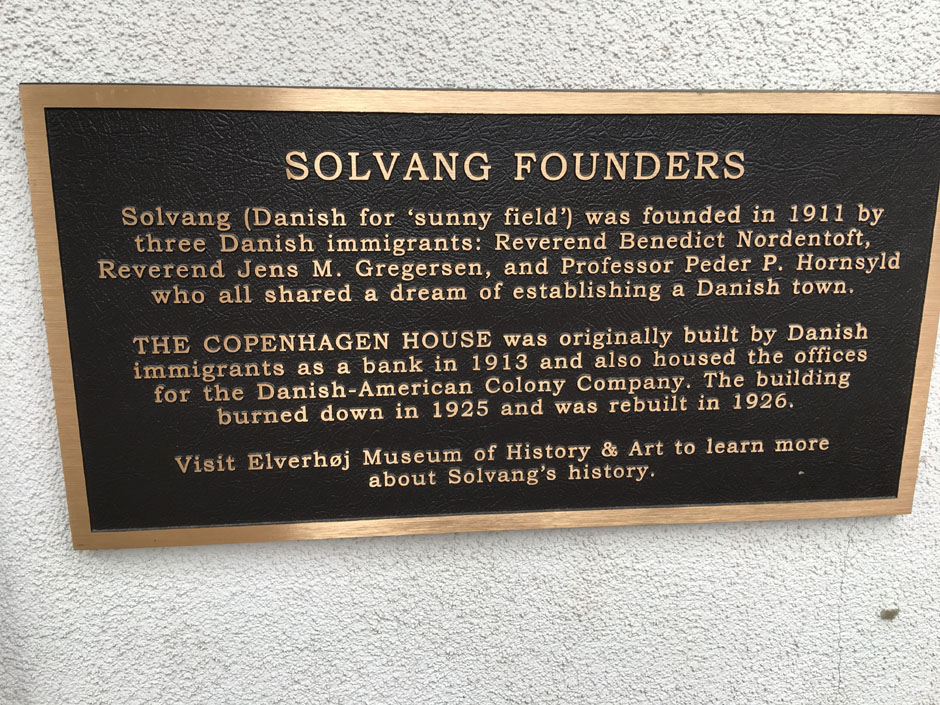 SOLVANG FOUNDERS
Solvang (Danish for ‘sunny field’) was founded in 1911 by
three Danish immigrants: Reverend Benedict Nordentoft,
Reverend Jens M. Gregersen, and Professor Peder P. Hornsyld
who all shared a dream of establishing a Danish town.
THE COPENHAGEN HOUSE was originally built by Danish
immigrants as a bank in 1913 and also housed the offices
for the Danish-American Colony Company. The building
burned down in 1925 and was rebuilt in 1926.
Visit Elverhøj Museum of History & Art to learn more
about Solvang’s history.